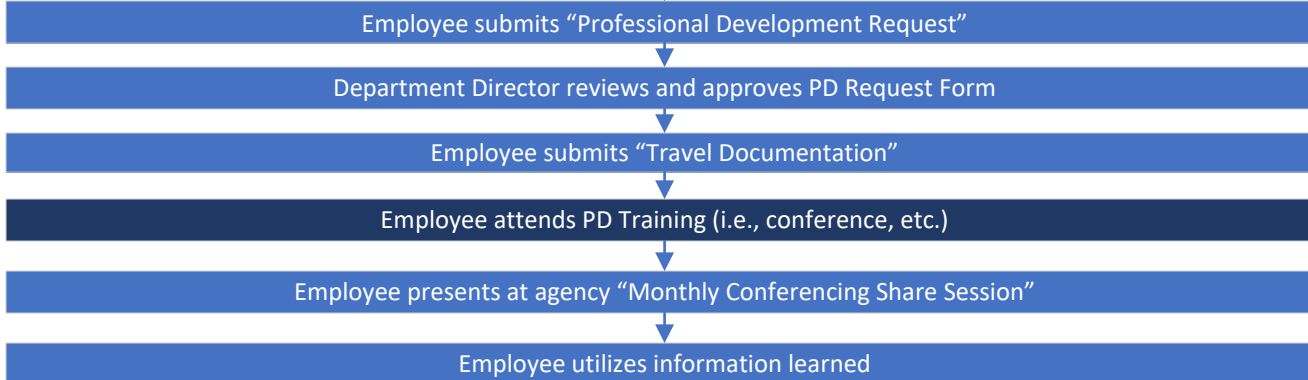 Employee submits “Professional Development Request”
Department Director reviews and approves PD Request Form
Employee submits “Travel Documentation”
Employee attends PD Training (i.e., conference, etc.)
Employee presents at agency “Monthly Conferencing Share Session”
Employee utilizes information learned